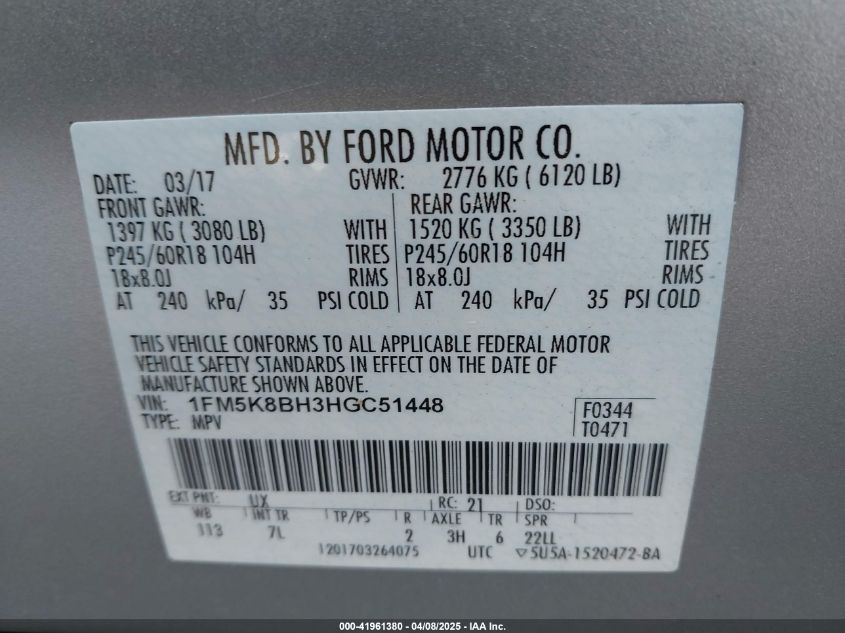 MFD. BY FORD MOTOR CO.
DATE: 03/17 GVWR: 2776 KG ( 6120 LB)
FRONT GAWR: REAR GAWR:
1397 KG ( 3080 LB) WITH 1520 KG ( 3350 LB) WITH
P245/60R18 104H TIRES P245/60R18 104H TIRES
18x8.0J RIMS 18x8.0J RIMS
AT 240 kPa/ 35 PSI COLD AT 240 kPa/ 35 PSI COLD
THIS VEHICLE CONFORMS TO ALL APPLICABLE FEDERAL MOTOR
VEHICLE SAFETY STANDARDS IN EFFECT ON THE DATE OF
MANUFACTURE SHOWN ABOVE.
VIN: 1FM5K8BH3HGC51448 F0344
TYPE: MPV T0471
EXT PNT: UX RC: 21 DSO:
WB INT TR TP/PS R AXLE TR SPR
113 7L 2 3H 6 22LL
1201703264075 UTC ▽5U5A-1520472-BA
000-41961380 - 04/08/2025 - IAA Inc.